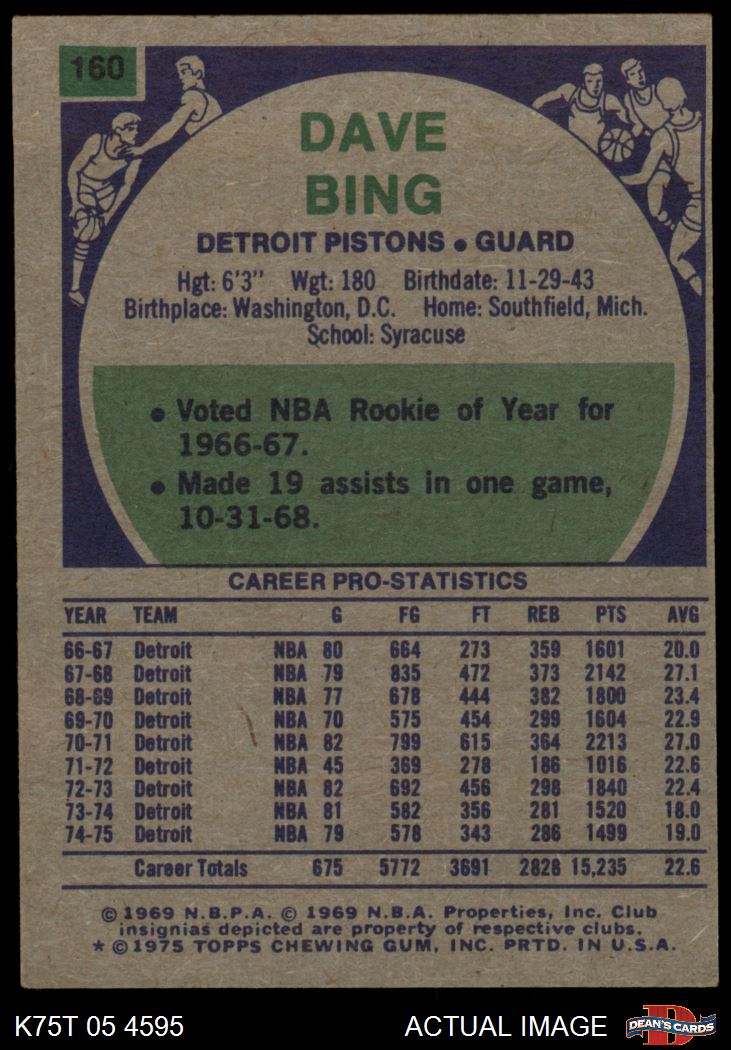 160
DAVE
BING
DETROIT PISTONS • GUARD
Hgt: 6'3" Wgt: 180 Birthdate: 11-29-43
Birthplace: Washington, D.C. Home: Southfield, Mich.
School: Syracuse
• Voted NBA Rookie of Year for
1966-67.
• Made 19 assists in one game,
10-31-68.
CAREER PRO-STATISTICS
YEAR TEAM G FG FT REB PTS AVG
66-67 Detroit NBA 80 664 273 359 1601 20.0
67-68 Detroit NBA 79 835 472 373 2142 27.1
68-69 Detroit NBA 77 678 444 382 1800 23.4
69-70 Detroit NBA 70 575 454 299 1604 22.9
70-71 Detroit NBA 82 799 615 364 2213 27.0
71-72 Detroit NBA 45 369 278 186 1016 22.6
72-73 Detroit NBA 82 692 456 298 1840 22.4
73-74 Detroit NBA 81 582 356 281 1520 18.0
74-75 Detroit NBA 79 578 343 286 1499 19.0
Career Totals 675 5772 3691 2828 15,235 22.6
© 1969 N.B.P.A. © 1969 N.B.A. Properties, Inc. Club
insignias depicted are property of respective clubs.
* © 1975 TOPPS CHEWING GUM, INC. PRTD. IN U.S.A.
K75T 05 4595 ACTUAL IMAGE D DEAN'S CARDS